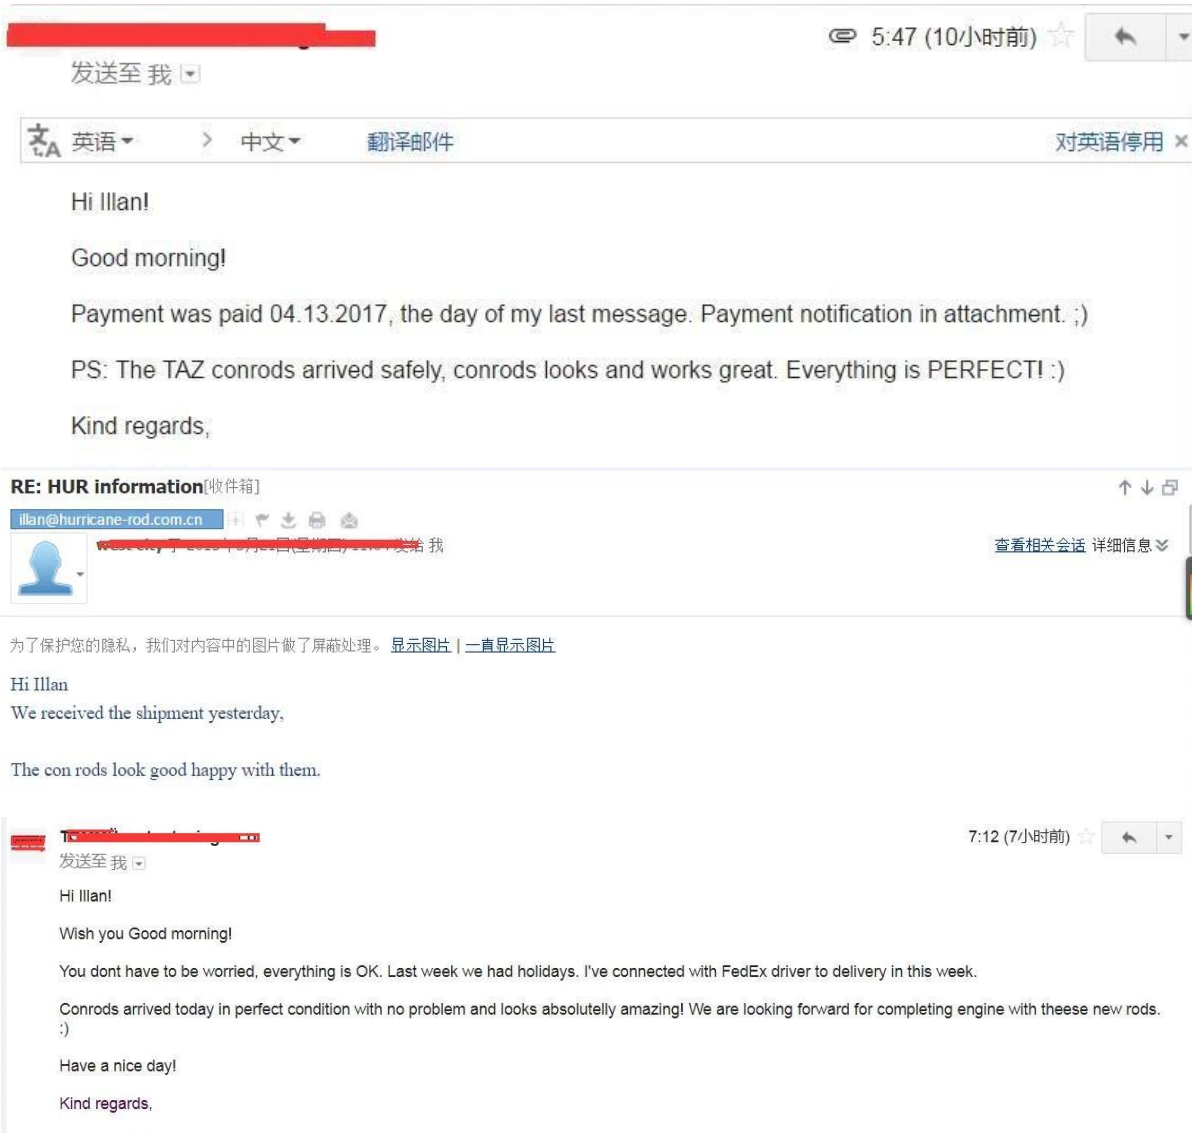 5:47 (10小时前)
发送至 我
英语 > 中文 翻译邮件 对英语停用 ×
Hi Illan!
Good morning!
Payment was paid 04.13.2017, the day of my last message. Payment notification in attachment. ;)
PS: The TAZ conrods arrived safely, conrods looks and works great. Everything is PERFECT! :)
Kind regards,
RE: HUR information[收件箱]
illan@hurricane-rod.com.cn
发给 我 查看相关会话 详细信息
为了保护您的隐私，我们对内容中的图片做了屏蔽处理。 显示图片 | 一直显示图片
Hi Illan
We received the shipment yesterday,
The con rods look good happy with them.
7:12 (7小时前)
发送至 我
Hi Illan!
Wish you Good morning!
You dont have to be worried, everything is OK. Last week we had holidays. I've connected with FedEx driver to delivery in this week.
Conrods arrived today in perfect condition with no problem and looks absolutelly amazing! We are looking forward for completing engine with theese new rods.
:)
Have a nice day!
Kind regards,